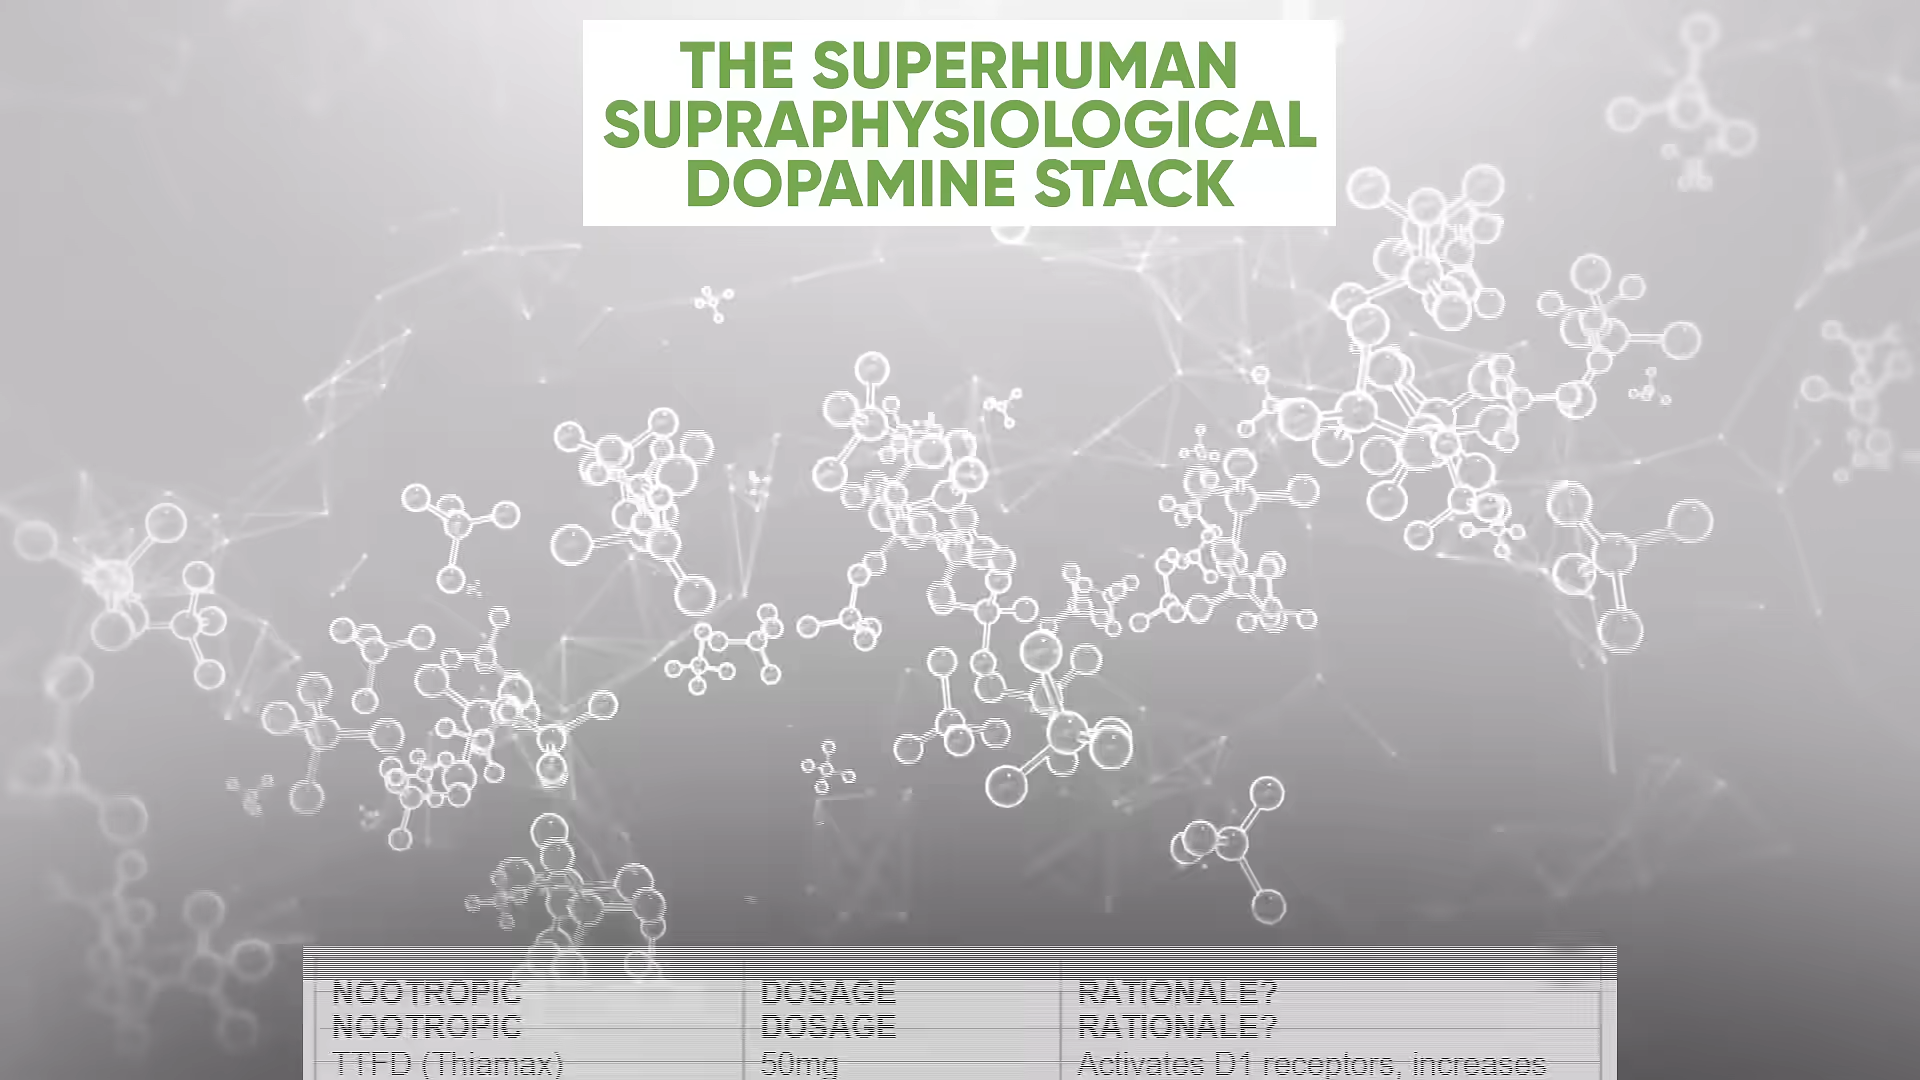 THE SUPERHUMAN
SUPRAPHYSIOLOGICAL
DOPAMINE STACK
NOOTROPIC DOSAGE RATIONALE?
NOOTROPIC DOSAGE RATIONALE?
TTFD (Thiamax) 50mg Activates D1 receptors, increases